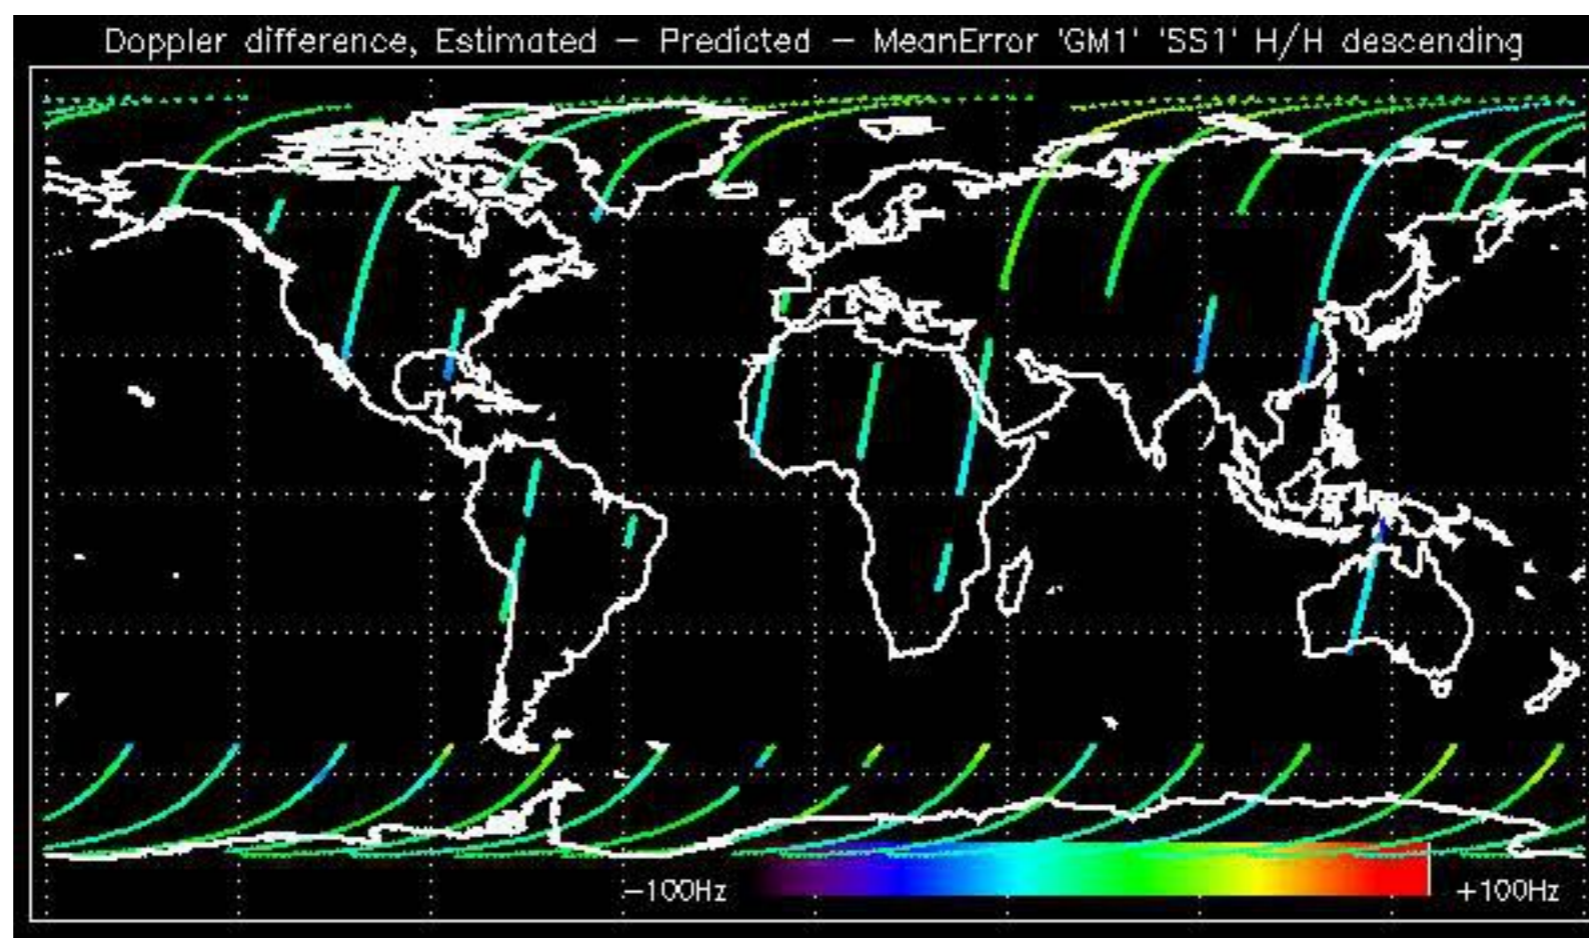 Doppler difference, Estimated – Predicted – MeanError 'GM1' 'SS1' H/H descending
–100Hz
+100Hz